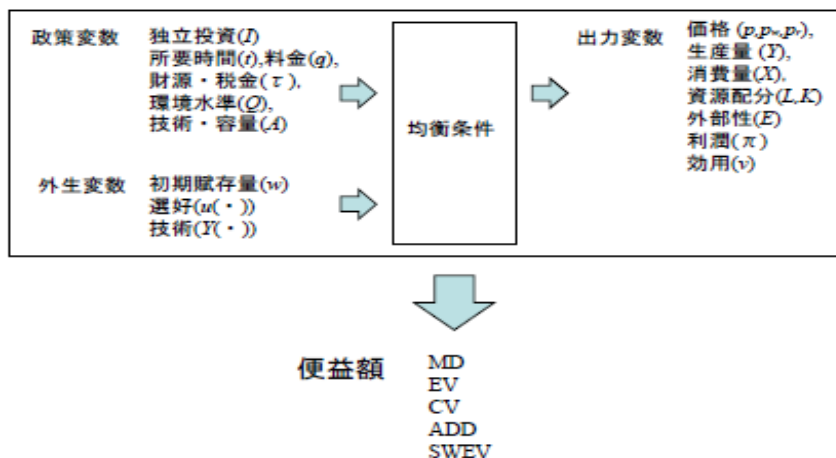 政策変数
独立投資(I)
所要時間(t),料金(q),
財源・税金(τ),
環境水準(Q),
技術・容量(A)
外生変数
初期賦存量(w)
選好(u(・))
技術(Y(・))
均衡条件
出力変数
価格 (p,pw,pr),
生産量 (Y),
消費量(X),
資源配分(L,K)
外部性(E)
利潤(π)
効用(v)
便益額
MD
EV
CV
ADD
SWEV